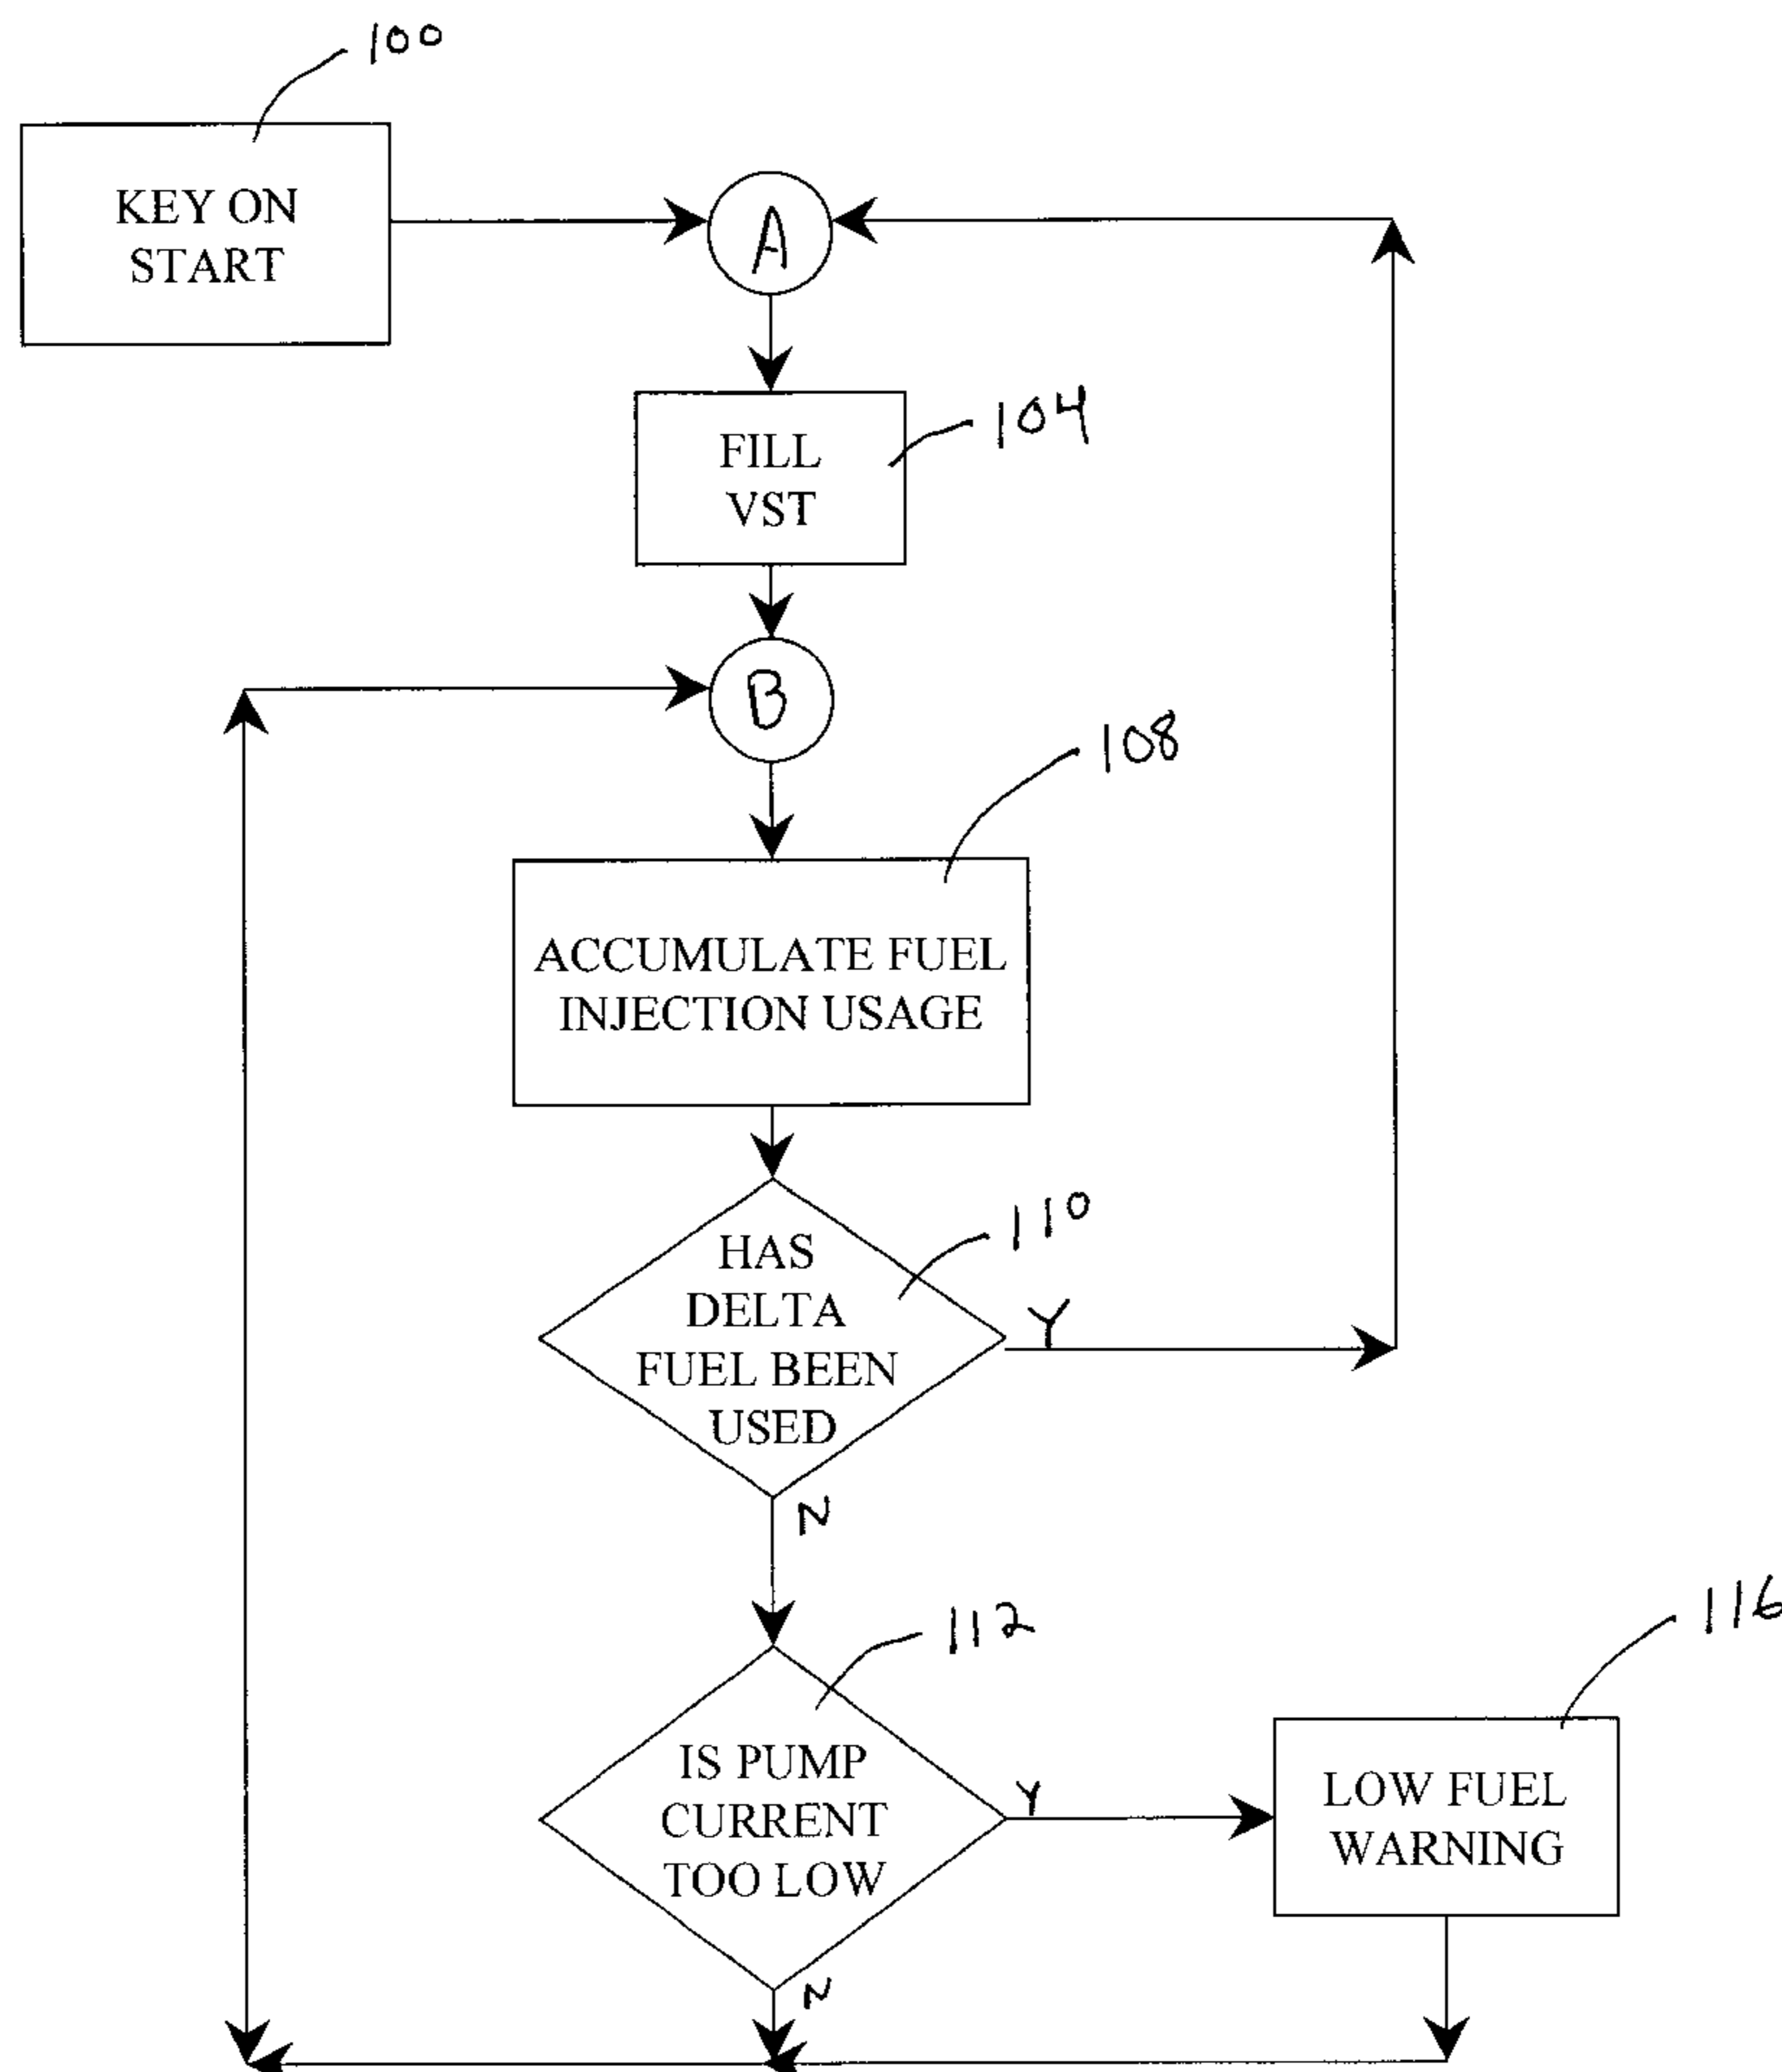 100
KEY ON
START
A
FILL
VST
104
B
108
ACCUMULATE FUEL
INJECTION USAGE
110
HAS
DELTA
FUEL BEEN
USED
Y
N
112
116
IS PUMP
CURRENT
TOO LOW
Y
LOW FUEL
WARNING
N